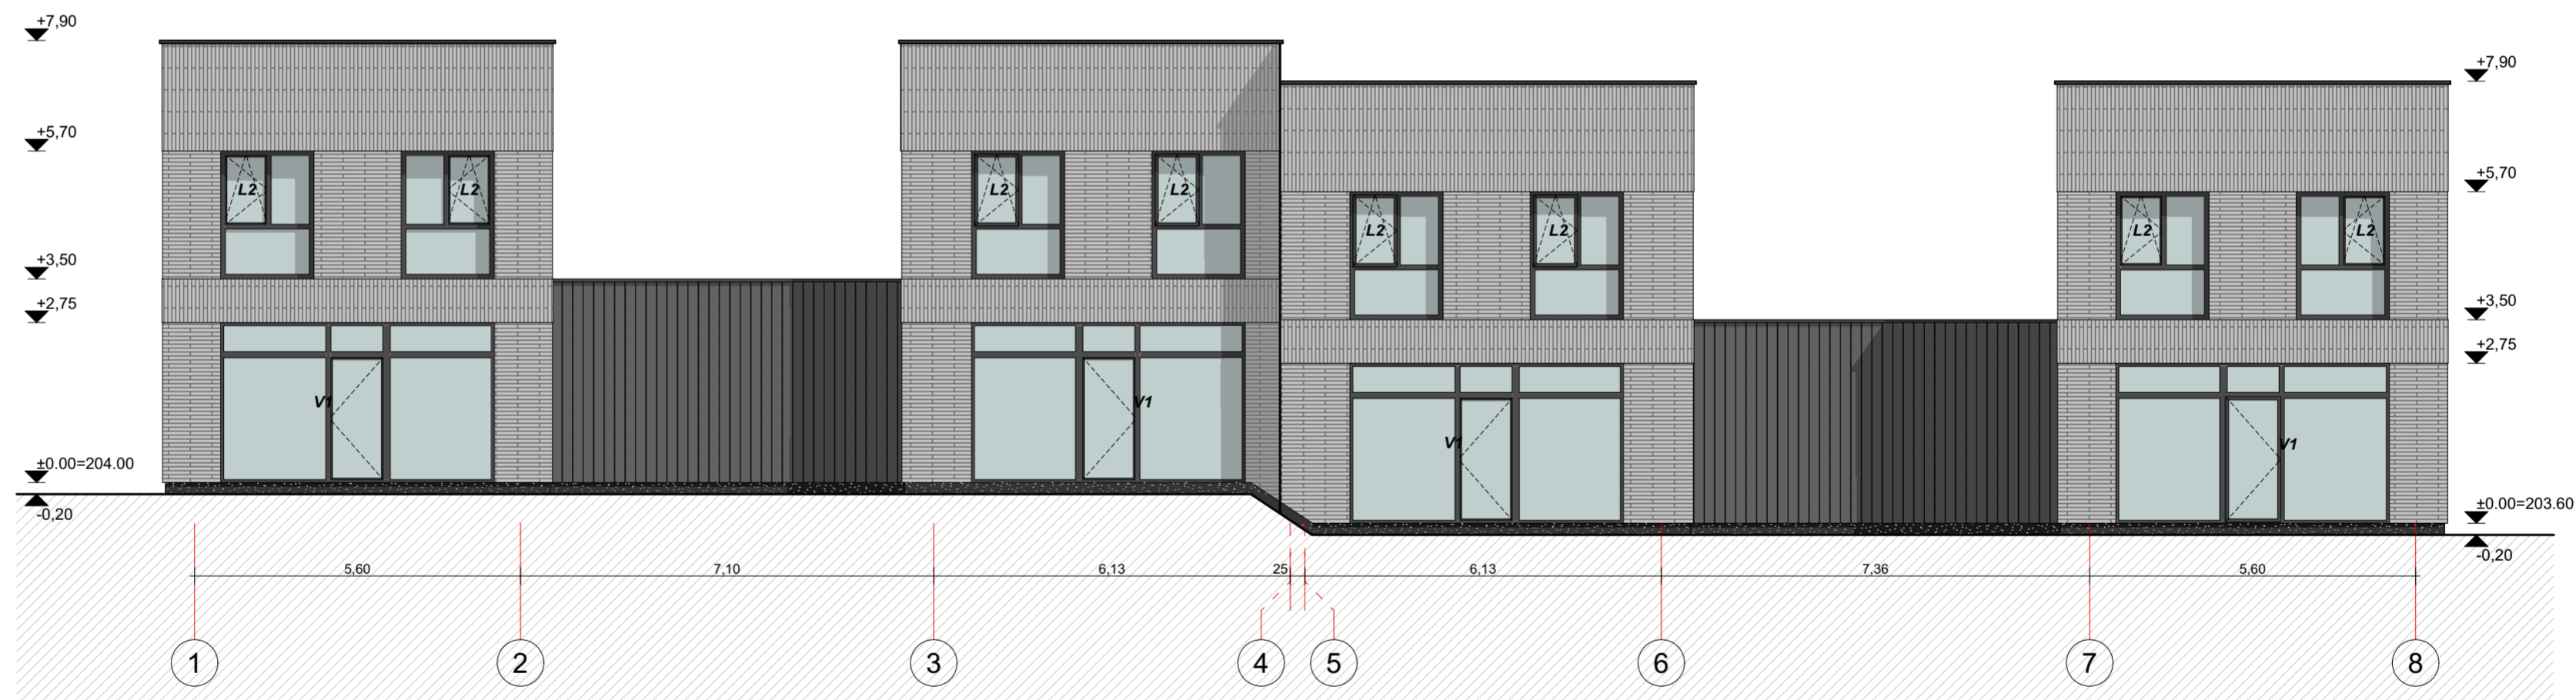 +7,90
+7,90
+5,70
+5,70
L2
L2
L2
L2
L2
L2
L2
L2
+3,50
+3,50
+2,75
+2,75
V1
V1
V1
V1
±0.00=204.00
±0.00=203.60
-0,20
-0,20
5,60
7,10
6,13
25
6,13
7,36
5,60
1
2
3
4
5
6
7
8